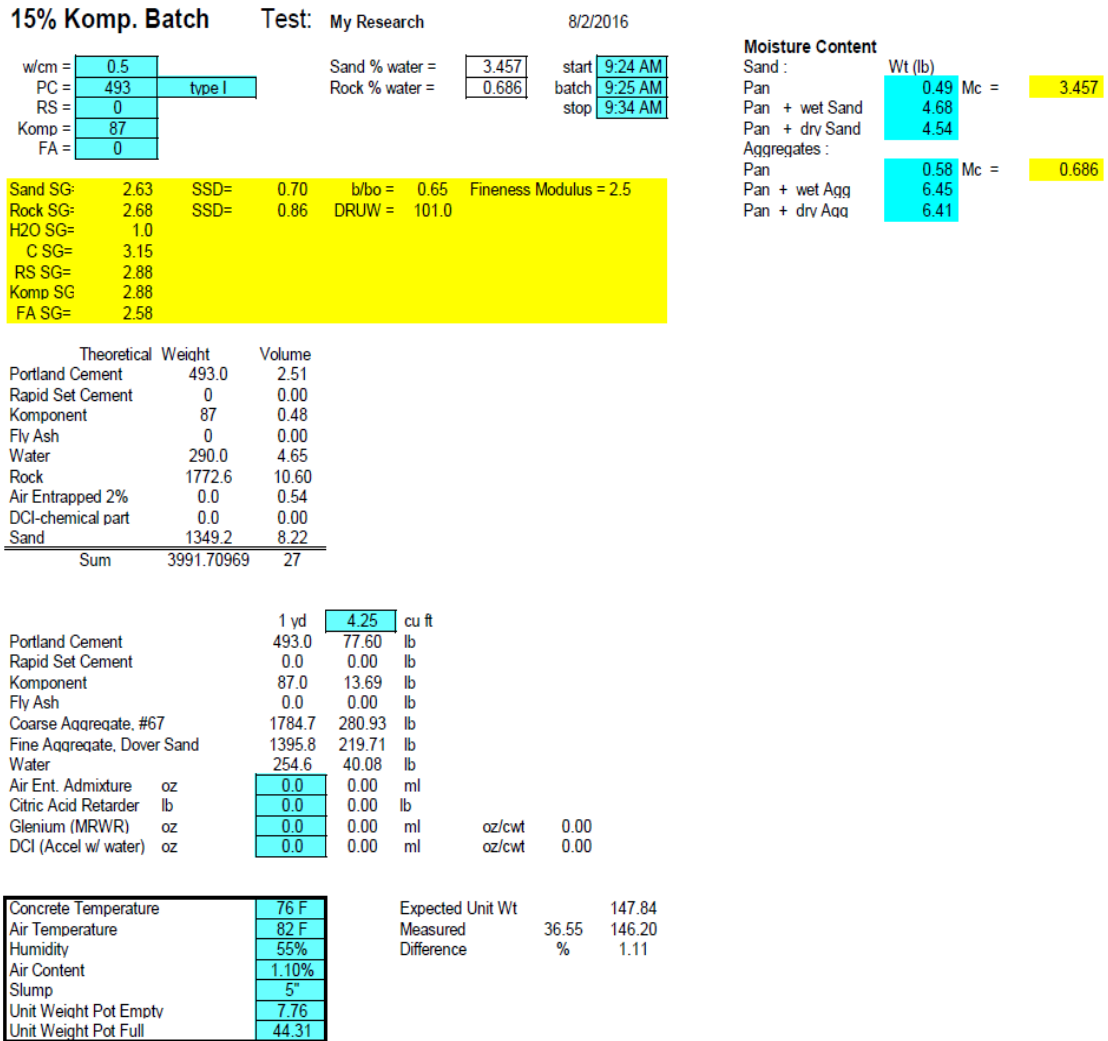 15% Komp. Batch Test: My Research 8/2/2016
w/cm = 0.5 Sand % water = 3.457 start 9:24 AM
PC = 493 type I Rock % water = 0.686 batch 9:25 AM
RS = 0 stop 9:34 AM
Komp = 87
FA = 0
Moisture Content
Sand : Wt (lb)
Pan 0.49 Mc = 3.457
Pan + wet Sand 4.68
Pan + dry Sand 4.54
Aggregates :
Pan 0.58 Mc = 0.686
Pan + wet Agg 6.45
Pan + dry Agg 6.41
Sand SG= 2.63 SSD= 0.70 b/bo = 0.65 Fineness Modulus = 2.5
Rock SG= 2.68 SSD= 0.86 DRUW = 101.0
H2O SG= 1.0
C SG= 3.15
RS SG= 2.88
Komp SG 2.88
FA SG= 2.58
Theoretical Weight Volume
Portland Cement 493.0 2.51
Rapid Set Cement 0 0.00
Komponent 87 0.48
Fly Ash 0 0.00
Water 290.0 4.65
Rock 1772.6 10.60
Air Entrapped 2% 0.0 0.54
DCI-chemical part 0.0 0.00
Sand 1349.2 8.22
Sum 3991.70969 27
1 yd 4.25 cu ft
Portland Cement 493.0 77.60 lb
Rapid Set Cement 0.0 0.00 lb
Komponent 87.0 13.69 lb
Fly Ash 0.0 0.00 lb
Coarse Aggregate, #67 1784.7 280.93 lb
Fine Aggregate, Dover Sand 1395.8 219.71 lb
Water 254.6 40.08 lb
Air Ent. Admixture oz 0.0 0.00 ml
Citric Acid Retarder lb 0.0 0.00 lb
Glenium (MRWR) oz 0.0 0.00 ml oz/cwt 0.00
DCI (Accel w/ water) oz 0.0 0.00 ml oz/cwt 0.00
Concrete Temperature 76 F Expected Unit Wt 147.84
Air Temperature 82 F Measured 36.55 146.20
Humidity 55% Difference % 1.11
Air Content 1.10%
Slump 5"
Unit Weight Pot Empty 7.76
Unit Weight Pot Full 44.31